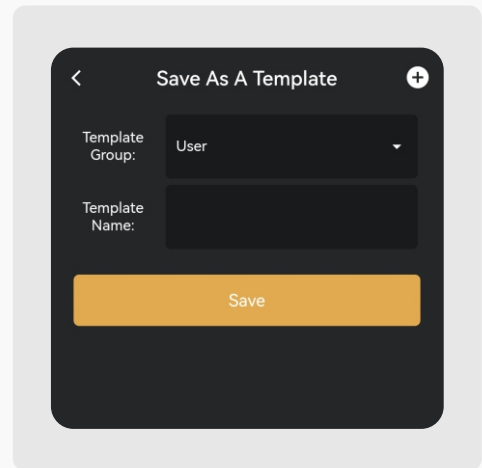 Save As A Template
Template
Group:
User
Template
Name:
Save